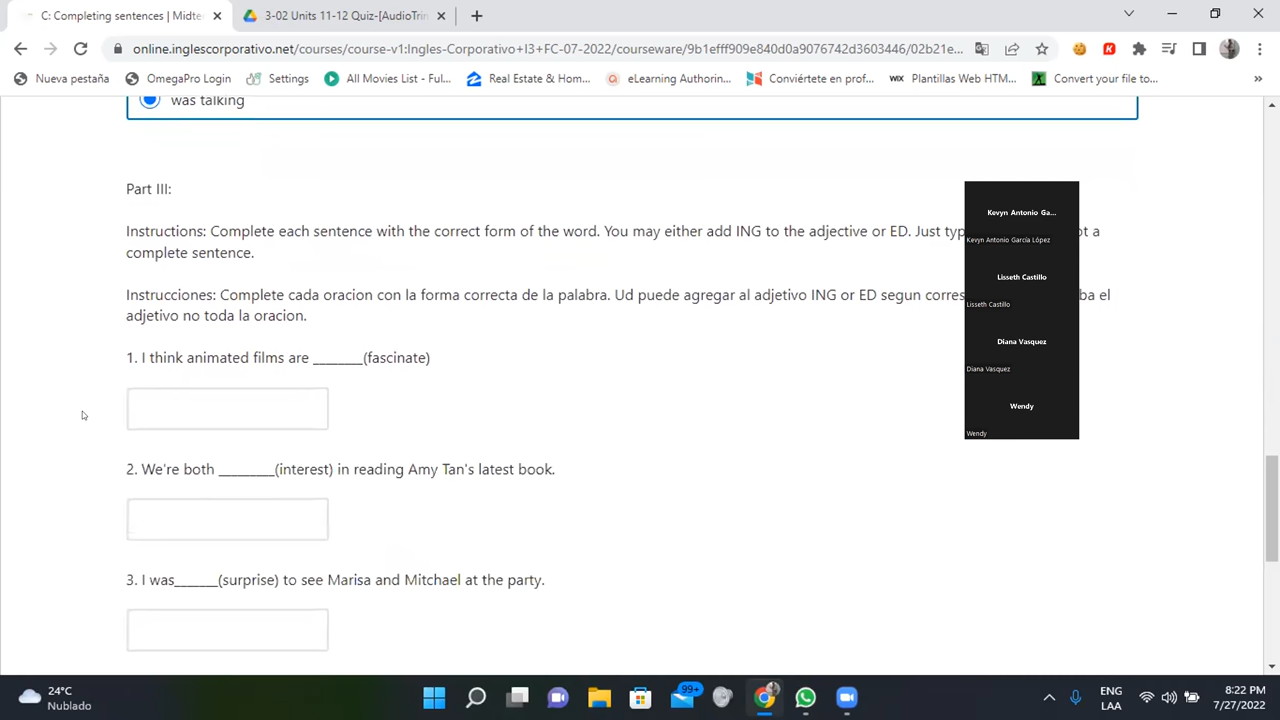 C: Completing sentences | Midte
3-02 Units 11-12 Quiz-[AudioTrin
online.inglescorporativo.net/courses/course-v1:Ingles-Corporativo+I3+FC-07-2022/courseware/9b1efff909e840d0a9076742d3603446/02b21e...
Nueva pestaña
OmegaPro Login
Settings
All Movies List - Ful...
Real Estate & Hom...
eLearning Authorin...
Conviértete en prof...
WIX Plantillas Web HTM...
Convert your file to...
»
was talking
Part III:
Instructions: Complete each sentence with the correct form of the word. You may either add ING to the adjective or ED. Just typ ot a
complete sentence.
Instrucciones: Complete cada oracion con la forma correcta de la palabra. Ud puede agregar al adjetivo ING or ED segun corres ba el
adjetivo no toda la oracion.
1. I think animated films are _______(fascinate)
2. We're both ________(interest) in reading Amy Tan's latest book.
3. I was______(surprise) to see Marisa and Mitchael at the party.
Kevyn Antonio Ga...
Kevyn Antonio García López
Lisseth Castillo
Lisseth Castillo
Diana Vasquez
Diana Vasquez
Wendy
Wendy
24°C
Nublado
99+
ENG
LAA
8:22 PM
7/27/2022